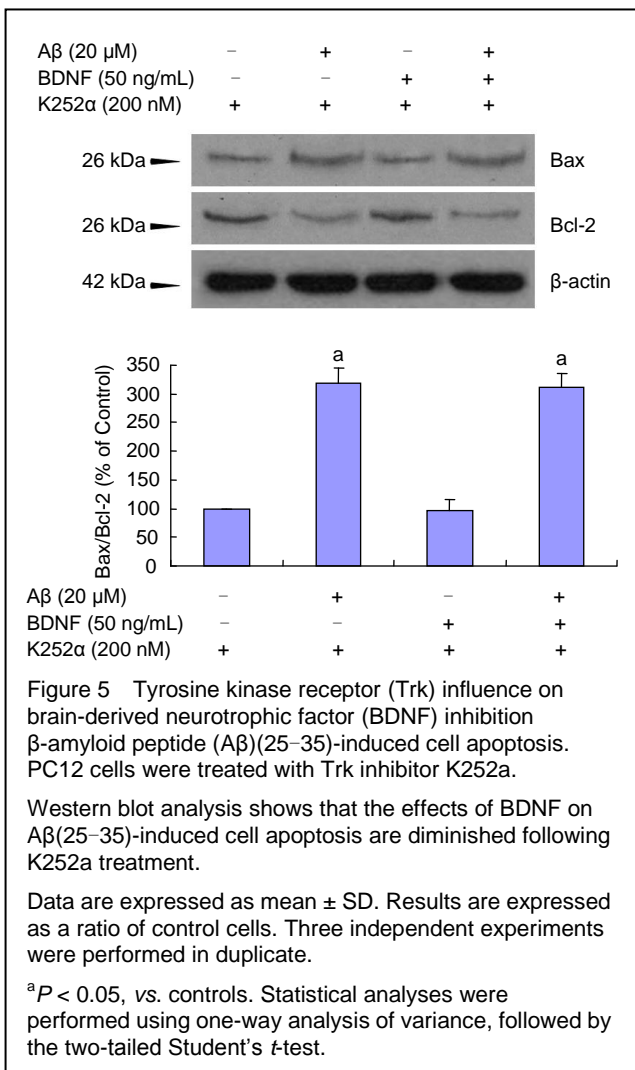 Aβ (20 µM) – + – +
BDNF (50 ng/mL) – – + +
K252α (200 nM) + + + +
26 kDa Bax
26 kDa Bcl-2
42 kDa β-actin
Bax/Bcl-2 (% of Control)
350
300
250
200
150
100
50
0
a
a
Aβ (20 µM) – + – +
BDNF (50 ng/mL) – – + +
K252α (200 nM) + + + +
Figure 5 Tyrosine kinase receptor (Trk) influence on
brain-derived neurotrophic factor (BDNF) inhibition
β-amyloid peptide (Aβ)(25–35)-induced cell apoptosis.
PC12 cells were treated with Trk inhibitor K252a.
Western blot analysis shows that the effects of BDNF on
Aβ(25–35)-induced cell apoptosis are diminished following
K252a treatment.
Data are expressed as mean ± SD. Results are expressed
as a ratio of control cells. Three independent experiments
were performed in duplicate.
aP < 0.05, vs. controls. Statistical analyses were
performed using one-way analysis of variance, followed by
the two-tailed Student’s t-test.